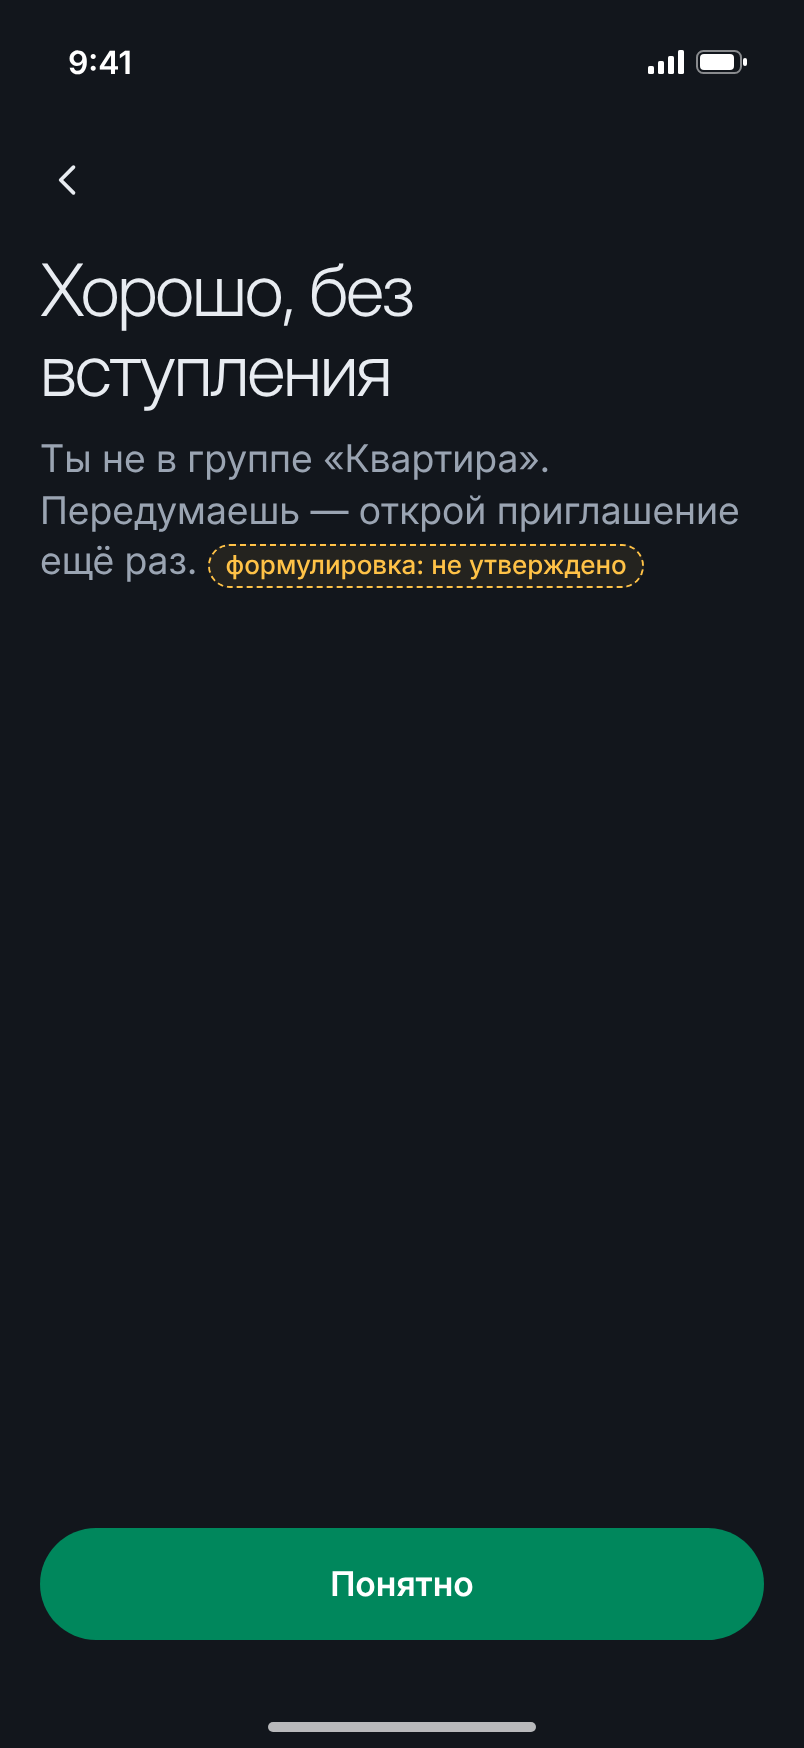 9:41
Хорошо, без
вступления
Ты не в группе «Квартира».
Передумаешь — открой приглашение
ещё раз. формулировка: не утверждено
Понятно